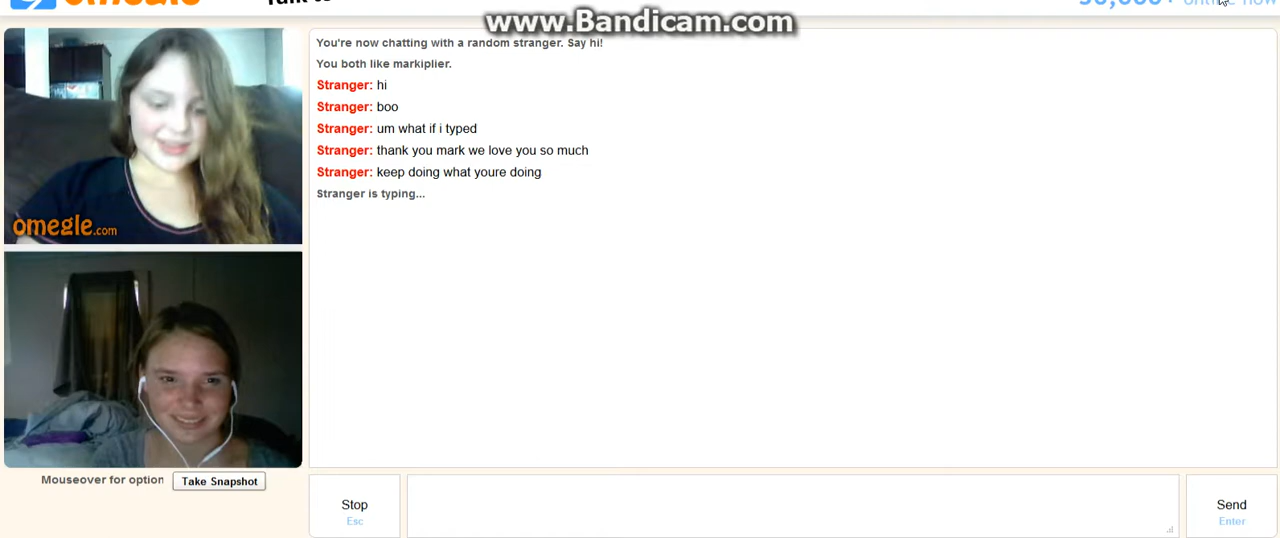 www.Bandicam.com
You're now chatting with a random stranger. Say hi!
You both like markiplier.
Stranger: hi
Stranger: boo
Stranger: um what if i typed
Stranger: thank you mark we love you so much
Stranger: keep doing what youre doing
Stranger is typing...
omegle.com
Mouseover for option
Take Snapshot
Stop
Esc
Send
Enter